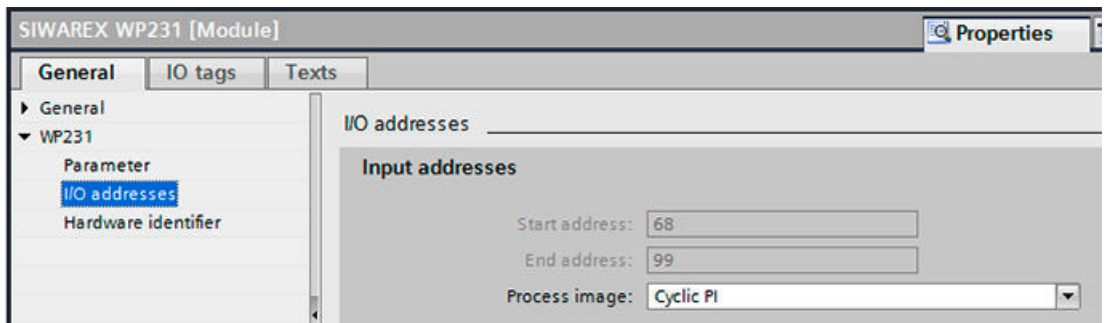 SIWAREX WP231 [Module]
Properties
General
IO tags
Texts
General
WP231
Parameter
I/O addresses
Hardware identifier
I/O addresses
Input addresses
Start address: 68
End address: 99
Process image: Cyclic PI